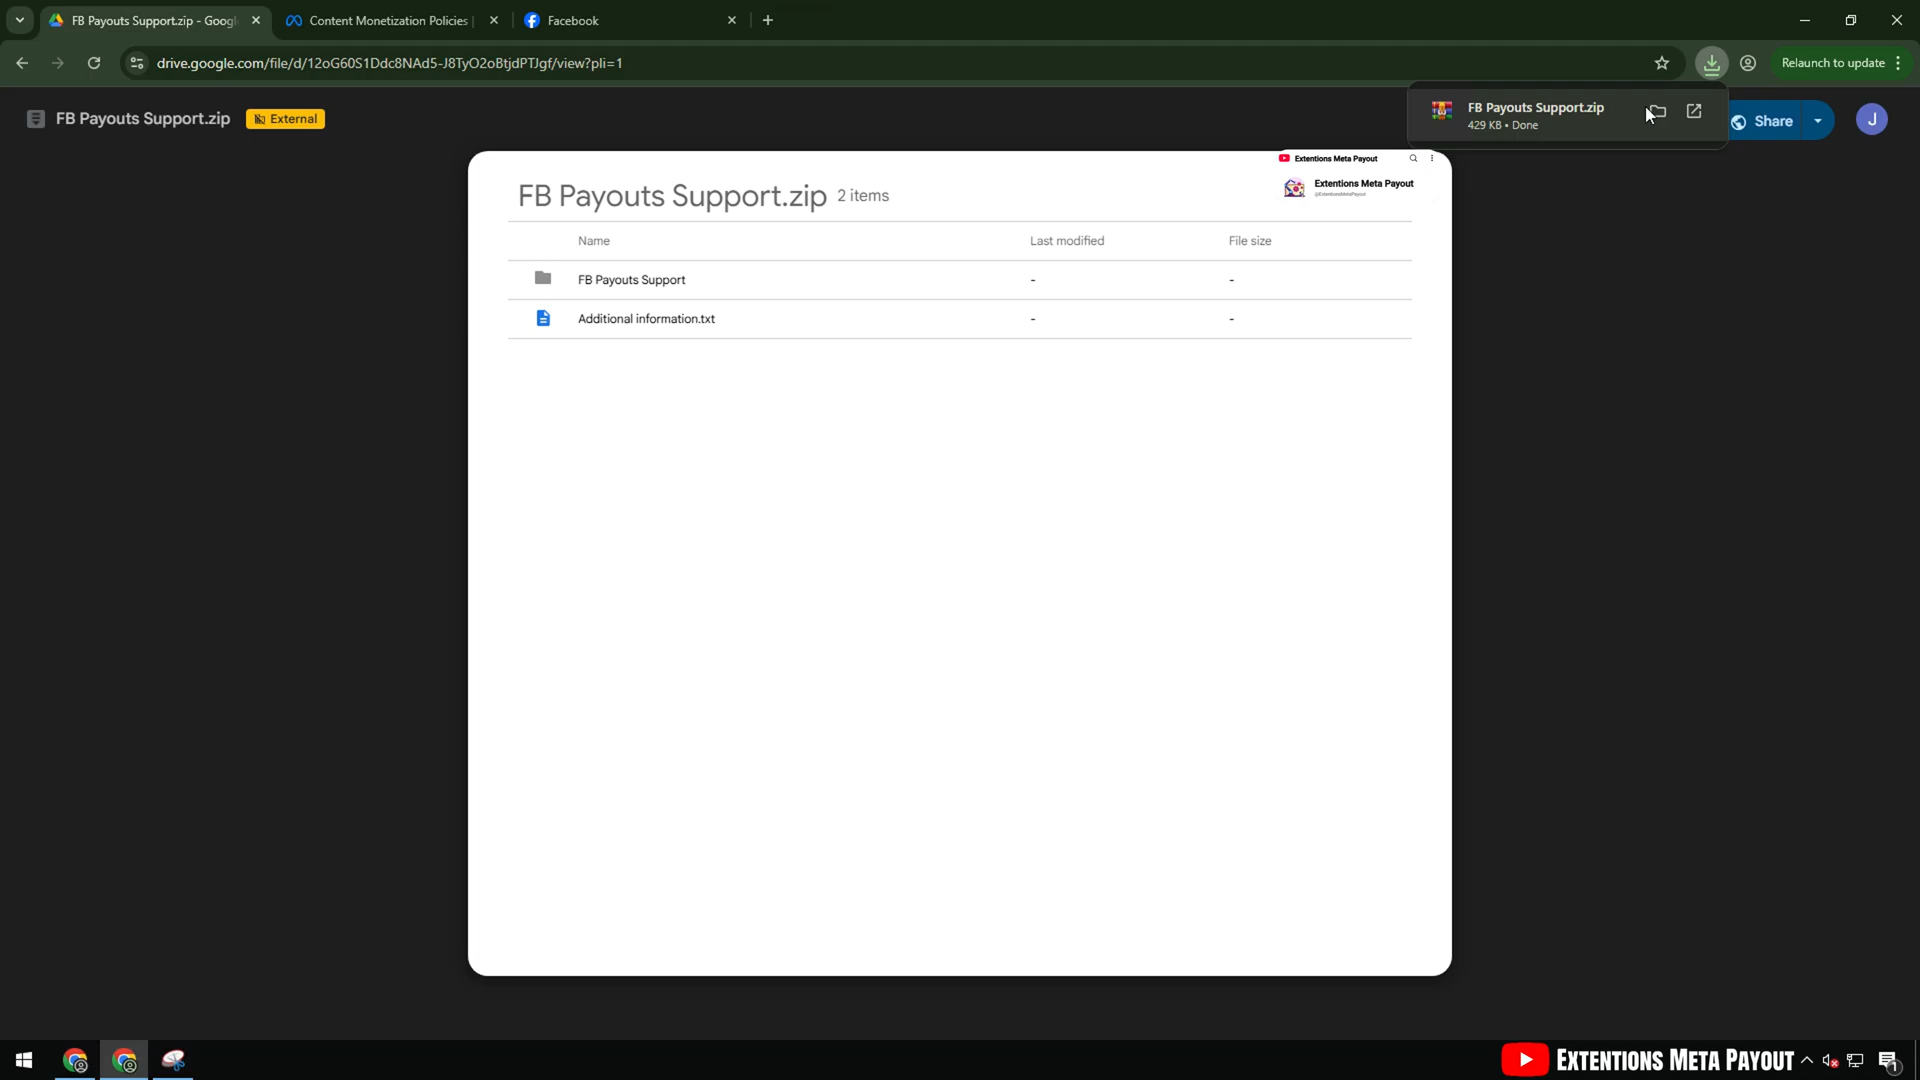 FB Payouts Support.zip - Googl
Content Monetization Policies
Facebook
drive.google.com/file/d/12oG60S1Ddc8NAd5-J8TyO2oBtjdPTJgf/view?pli=1
Relaunch to update
FB Payouts Support.zip
External
FB Payouts Support.zip
429 KB • Done
Share
J
Extentions Meta Payout
Extentions Meta Payout
@ExtentionsMetaPayout
FB Payouts Support.zip 2 items
Name Last modified File size
FB Payouts Support - -
Additional information.txt - -
EXTENTIONS META PAYOUT
1